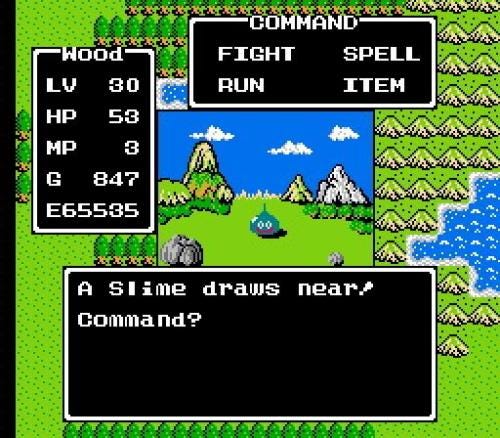 COMMAND
FIGHT SPELL
RUN ITEM
Wood
LV 30
HP 53
MP 3
G 847
E65535
A Slime draws near!
Command?